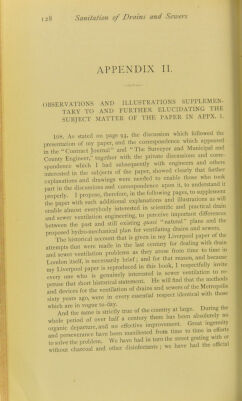 128 Sanitation of Drains and Sewers
APPENDIX II.
OBSERVATIONS AND ILLUSTRATIONS SUPPLEMEN-
TARY TO AND FURTHER ELUCIDATING THE
SUBJECT MATTER OF THE PAPER IN APPX. I.
168. As stated on page 93, the discussion which followed the
presentation of my paper, and the correspondence which appeared
in the "Contract Journal" and "The Surveyor and Municipal and
County Engineer," together with the private discussions and corre-
spondence which I had subsequently with engineers and others
interested in the subjects of the paper, showed clearly that further
explanations and drawings were needed to enable those who took
part in the discussions and correspondence upon it, to understand it
properly. I propose, therefore, in the following pages, to supplement
the paper with such additional explanations and illustrations as will
enable almost everybody interested in scientific and practical drain
and sewer ventilation engineering, to perceive important differences
between the past and still existing quasi "natural" plans and the
proposed hydro-mechanical plan for ventilating drains and sewers.
The historical account that is given in my Liverpool paper of the
attempts that were made in the last century for dealing with drain
and sewer ventilation problems as they arose from time to time in
London itself, is necessarily brief; and for that reason, and because
my Liverpool paper is reproduced in this book, I respectfully invite
every one who is genuinely interested in sewer ventilation to re-
peruse that short historical statement. He will find that the methods
and devices for the ventilation of drains and sewers of the Metropolis
sixty years ago, were in every essential respect identical with those
which are in vogue to-day.
And the same is strictly true of the country at large. During the
whole period of over half a century there has been absolutely no
organic departure, and no effective improvement. Great ingenuity
and perseverance have been manifested from time to time in efforts
to solve the problem. We have had in turn the street grating with or
without charcoal and other disinfectants; we have had the official